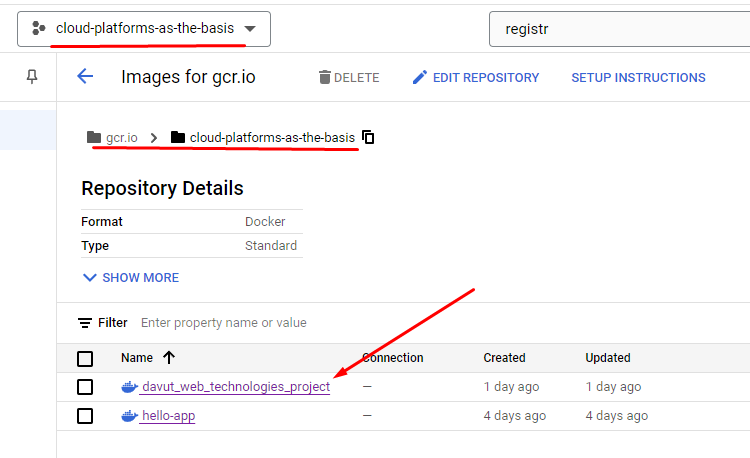 cloud-platforms-as-the-basis
registr
Images for gcr.io
DELETE
EDIT REPOSITORY
SETUP INSTRUCTIONS
gcr.io
cloud-platforms-as-the-basis
Repository Details
Format Docker
Type Standard
SHOW MORE
Filter Enter property name or value
Name Connection Created Updated
davut_web_technologies_project — 1 day ago 1 day ago
hello-app — 4 days ago 4 days ago